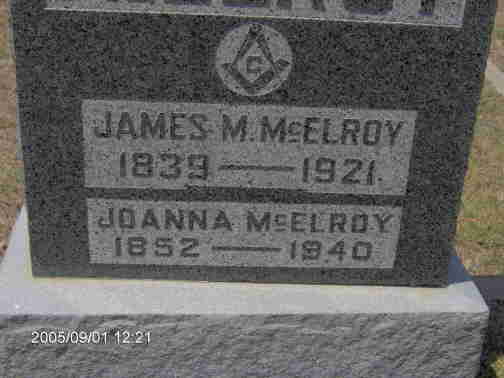 G
JAMES M. McELROY
1839 — 1921.
JOANNA McELROY
1852 — 1940
2005/09/01 12:21